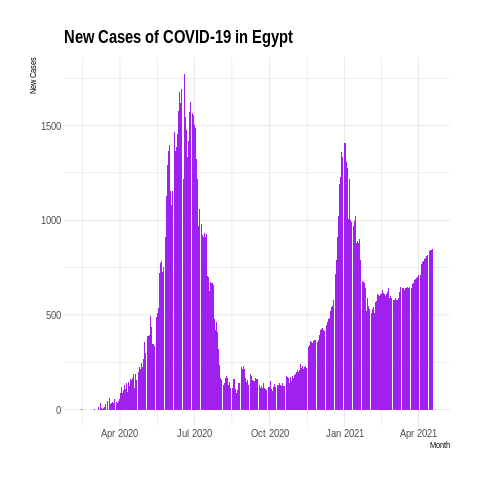 New Cases of COVID-19 in Egypt
New Cases
1500
1000
500
0
Apr 2020 Jul 2020 Oct 2020 Jan 2021 Apr 2021
Month